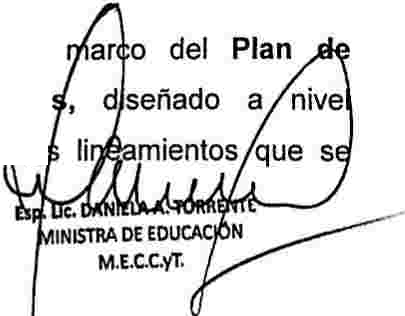 marco del Plan de
s, diseñado a nivel
s lineamientos que se
Esp. Lic. DANIELA A. TORRENTE
MINISTRA DE EDUCACIÓN
M.E.C.C.yT.